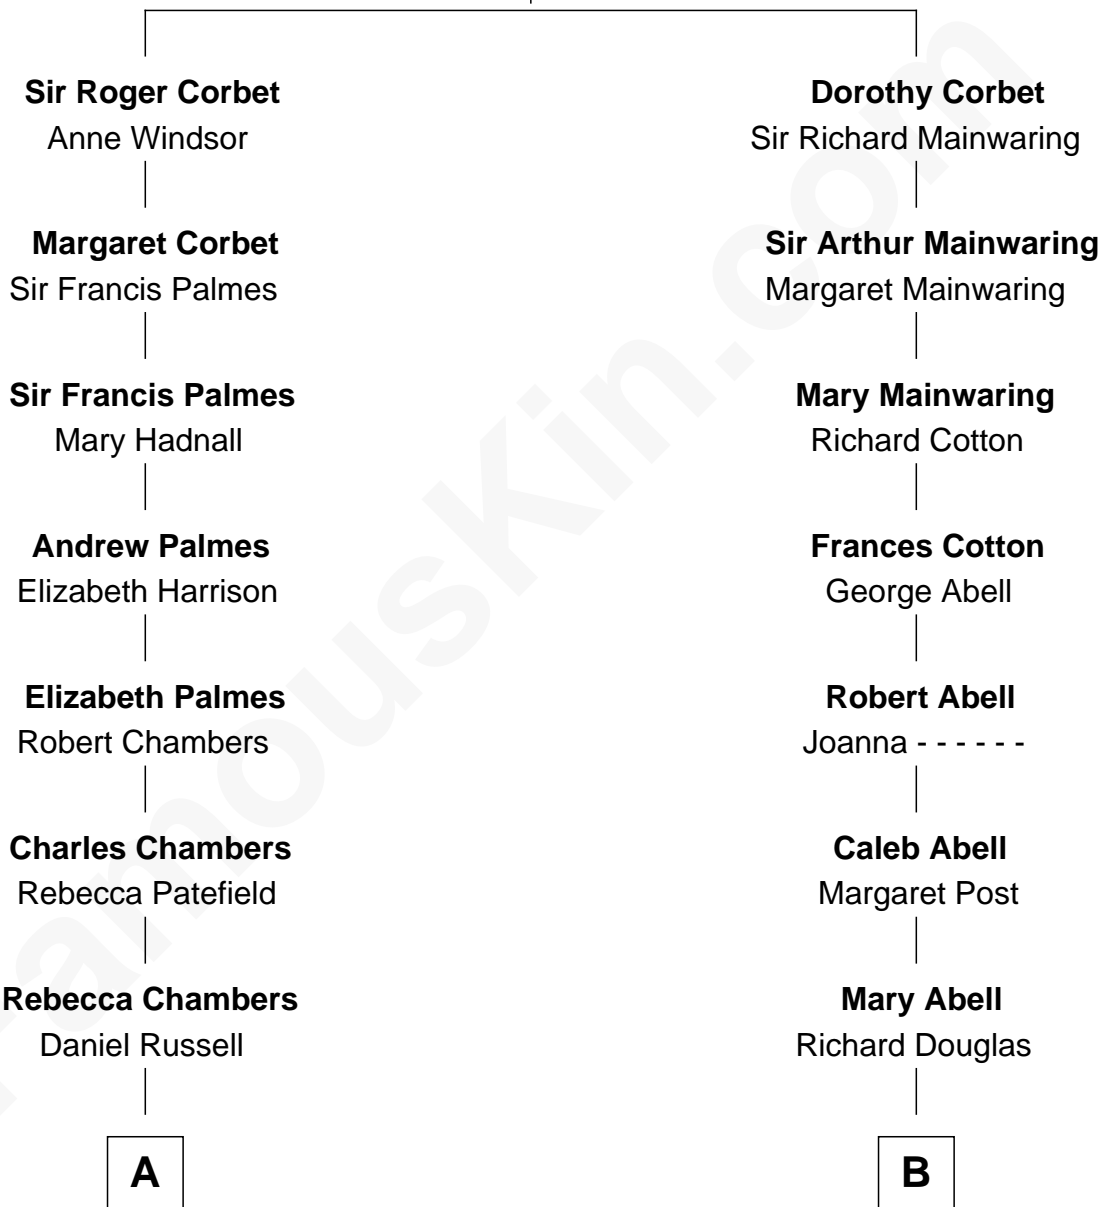 Sir Roger Corbet
Anne Windsor
Margaret Corbet
Sir Francis Palmes
Sir Francis Palmes
Mary Hadnall
Andrew Palmes
Elizabeth Harrison
Elizabeth Palmes
Robert Chambers
Charles Chambers
Rebecca Patefield
Rebecca Chambers
Daniel Russell
A
Dorothy Corbet
Sir Richard Mainwaring
Sir Arthur Mainwaring
Margaret Mainwaring
Mary Mainwaring
Richard Cotton
Frances Cotton
George Abell
Robert Abell
Joanna - - - - - -
Caleb Abell
Margaret Post
Mary Abell
Richard Douglas
B
FamousKin.com